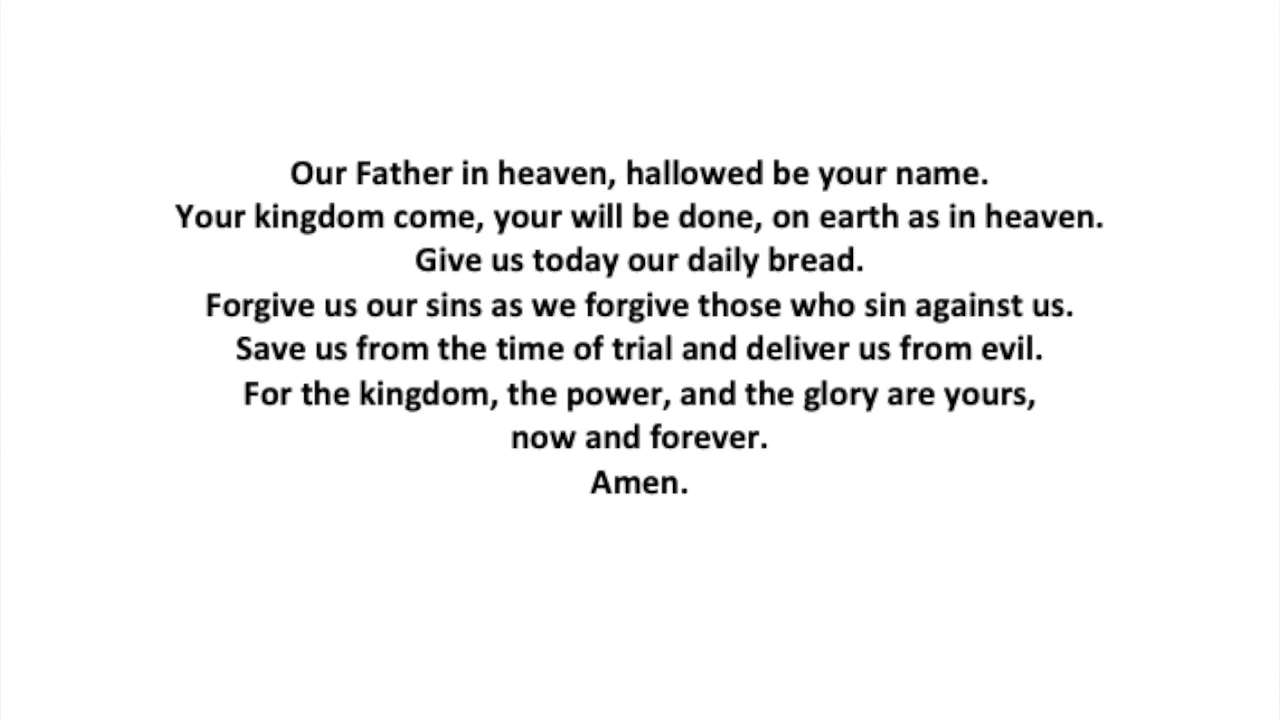 Our Father in heaven, hallowed be your name.
Your kingdom come, your will be done, on earth as in heaven.
Give us today our daily bread.
Forgive us our sins as we forgive those who sin against us.
Save us from the time of trial and deliver us from evil.
For the kingdom, the power, and the glory are yours,
now and forever.
Amen.